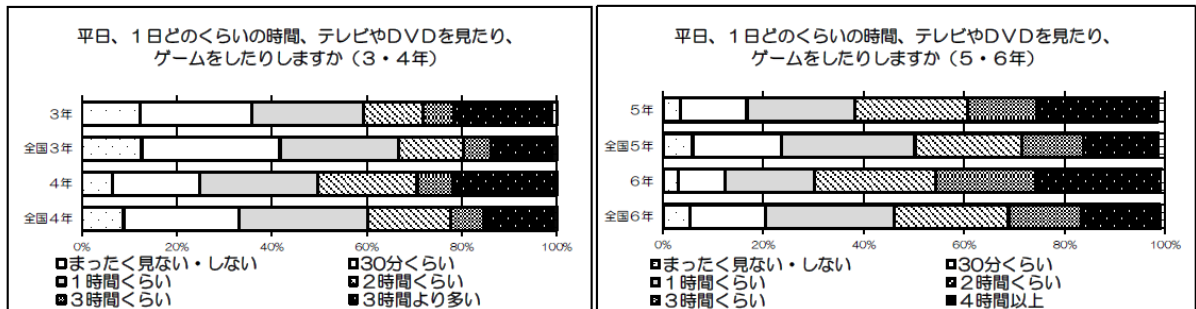 平日、１日どのくらいの時間、テレビやＤＶＤを見たり、
ゲームをしたりしますか（３・４年）
3年
全国3年
4年
全国4年
0% 20% 40% 60% 80% 100%
まったく見ない・しない 30分くらい
１時間くらい ２時間くらい
３時間くらい ３時間より多い
平日、１日どのくらいの時間、テレビやＤＶＤを見たり、
ゲームをしたりしますか（５・６年）
5年
全国5年
6年
全国6年
0% 20% 40% 60% 80% 100%
まったく見ない・しない 30分くらい
１時間くらい ２時間くらい
３時間くらい ４時間以上